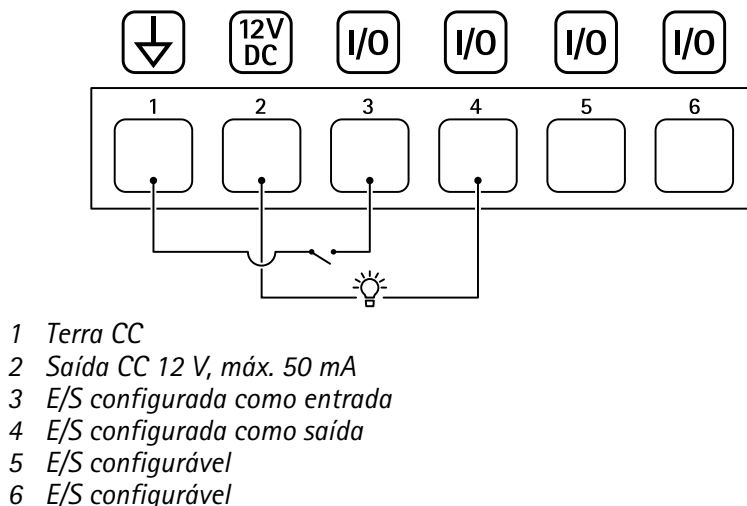 12V I/O I/O I/O I/O
DC
1 2 3 4 5 6
1 Terra CC
2 Saída CC 12 V, máx. 50 mA
3 E/S configurada como entrada
4 E/S configurada como saída
5 E/S configurável
6 E/S configurável